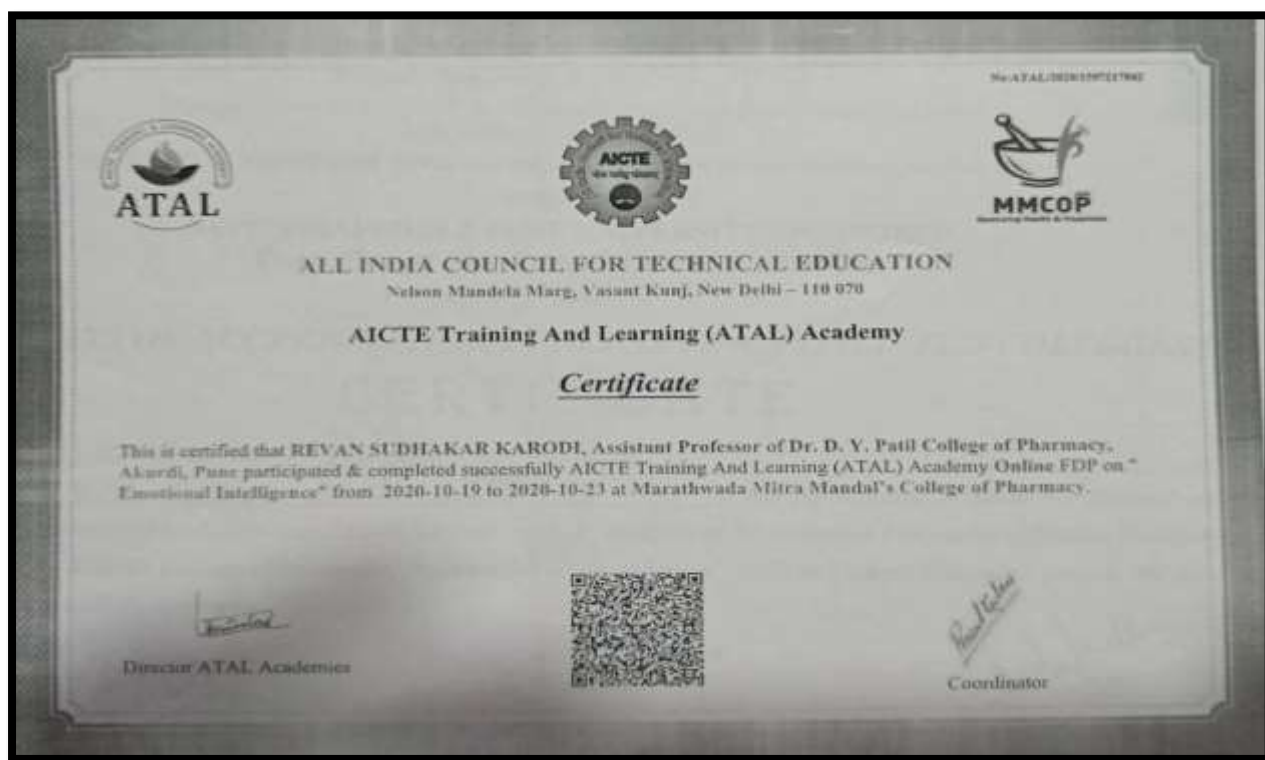 ATAL
AICTE
MMCOP
ALL INDIA COUNCIL FOR TECHNICAL EDUCATION
Nelson Mandela Marg, Vasant Kunj, New Delhi – 110 070
AICTE Training And Learning (ATAL) Academy
Certificate
This is certified that REVAN SUDHAKAR KARODI, Assistant Professor of Dr. D. Y. Patil College of Pharmacy,
Akurdi, Pune participated & completed successfully AICTE Training And Learning (ATAL) Academy Online FDP on "
Emotional Intelligence" from 2020-10-19 to 2020-10-23 at Marathwada Mitra Mandal's College of Pharmacy.
Director ATAL Academies
Coordinator